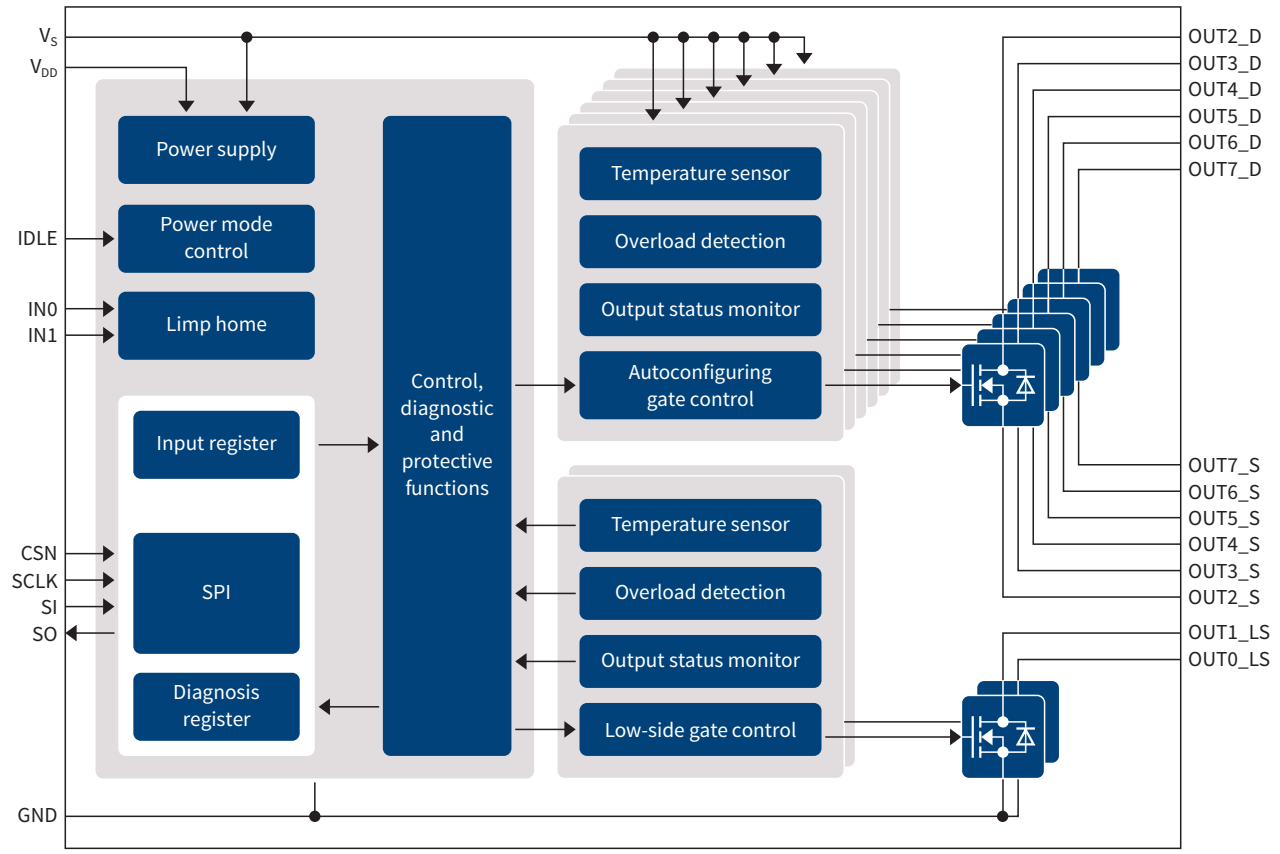 VS
VDD
IDLE
IN0
IN1
CSN
SCLK
SI
SO
GND
Power supply
Power mode
control
Limp home
Input register
SPI
Diagnosis
register
Control,
diagnostic
and
protective
functions
Temperature sensor
Overload detection
Output status monitor
Autoconfiguring
gate control
Temperature sensor
Overload detection
Output status monitor
Low-side gate control
OUT2_D
OUT3_D
OUT4_D
OUT5_D
OUT6_D
OUT7_D
OUT7_S
OUT6_S
OUT5_S
OUT4_S
OUT3_S
OUT2_S
OUT1_LS
OUT0_LS